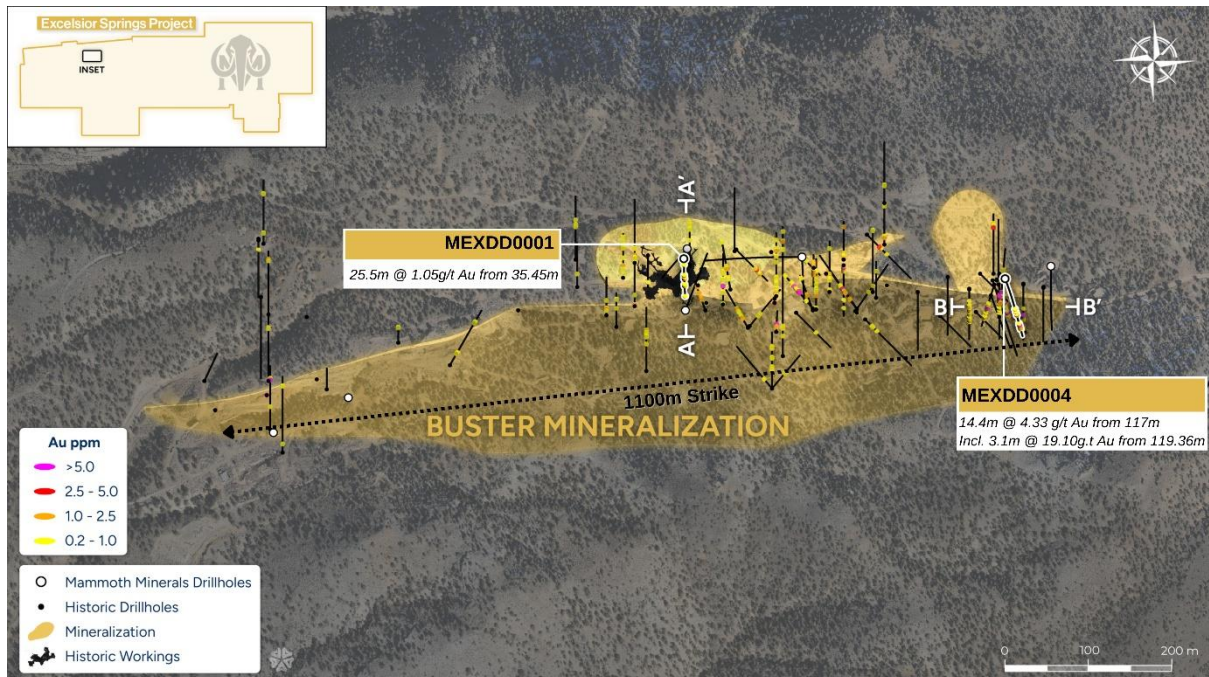 Excelsior Springs Project
INSET
A'
MEXDD0001
25.5m @ 1.05g/t Au from 35.45m
A
B
B'
1100m Strike
BUSTER MINERALIZATION
MEXDD0004
14.4m @ 4.33 g/t Au from 117m
Incl. 3.1m @ 19.10g.t Au from 119.36m
Au ppm
>5.0
2.5 - 5.0
1.0 - 2.5
0.2 - 1.0
Mammoth Minerals Drillholes
Historic Drillholes
Mineralization
Historic Workings
0 100 200 m